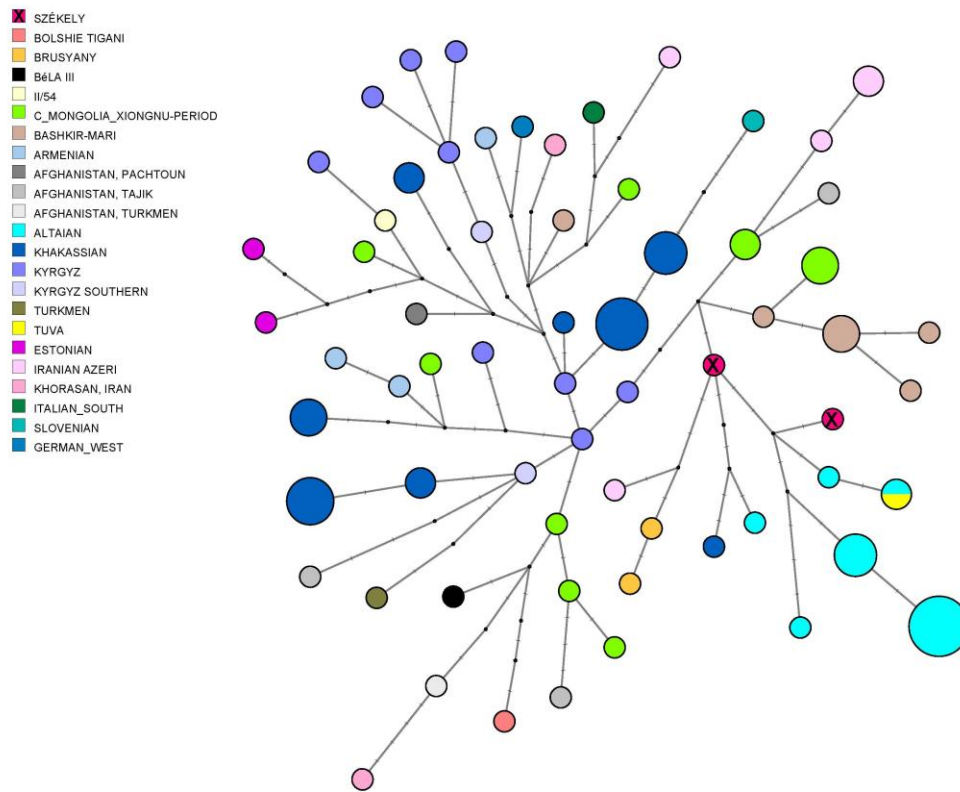 SZÉKELY
BOLSHIE TIGANI
BRUSYANY
BéLA III
II/54
C_MONGOLIA_XIONGNU-PERIOD
BASHKIR-MARI
ARMENIAN
AFGHANISTAN, PACHTOUN
AFGHANISTAN, TAJIK
AFGHANISTAN, TURKMEN
ALTAIAN
KHAKASSIAN
KYRGYZ
KYRGYZ SOUTHERN
TURKMEN
TUVA
ESTONIAN
IRANIAN AZERI
KHORASAN, IRAN
ITALIAN_SOUTH
SLOVENIAN
GERMAN_WEST